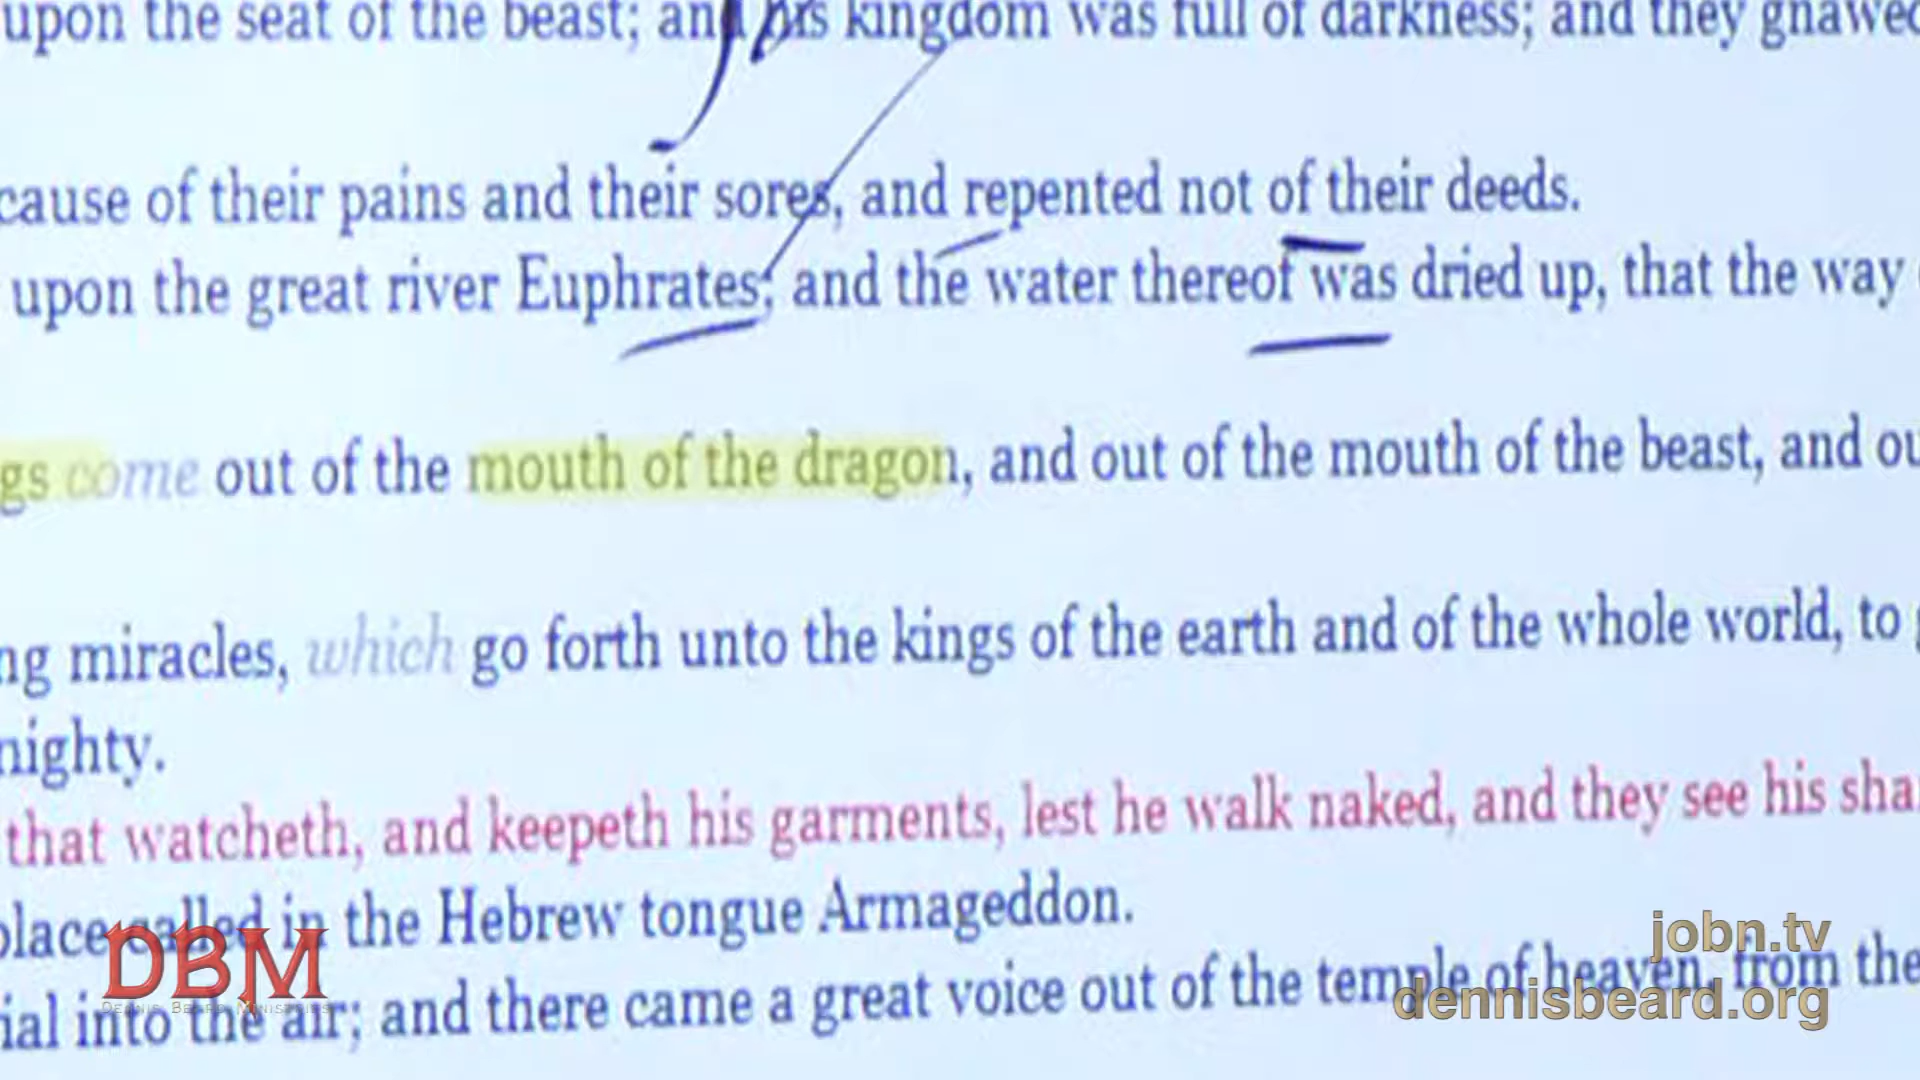 upon the seat of the beast; and his kingdom was full of darkness; and they gnawed
cause of their pains and their sores, and repented not of their deeds.
upon the great river Euphrates; and the water thereof was dried up, that the way
gs come out of the mouth of the dragon, and out of the mouth of the beast, and ou
ng miracles, which go forth unto the kings of the earth and of the whole world, to g
mighty.
that watcheth, and keepeth his garments, lest he walk naked, and they see his sha
place called in the Hebrew tongue Armageddon.
ial into the air; and there came a great voice out of the temple of heaven, from the
DBM
Dennis Beard Ministries
jobn.tv
dennisbeard.org